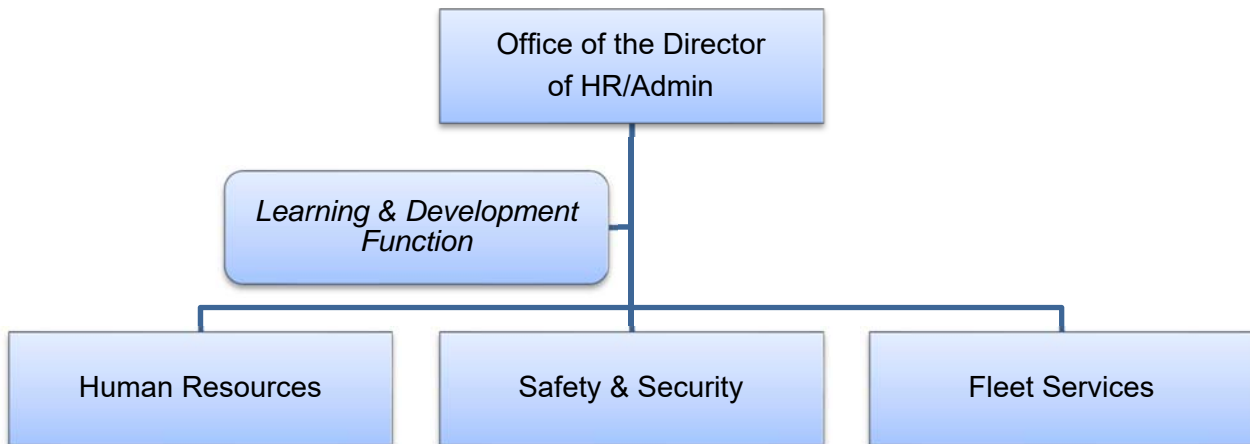 Office of the Director
of HR/Admin
Learning & Development
Function
Human Resources
Safety & Security
Fleet Services